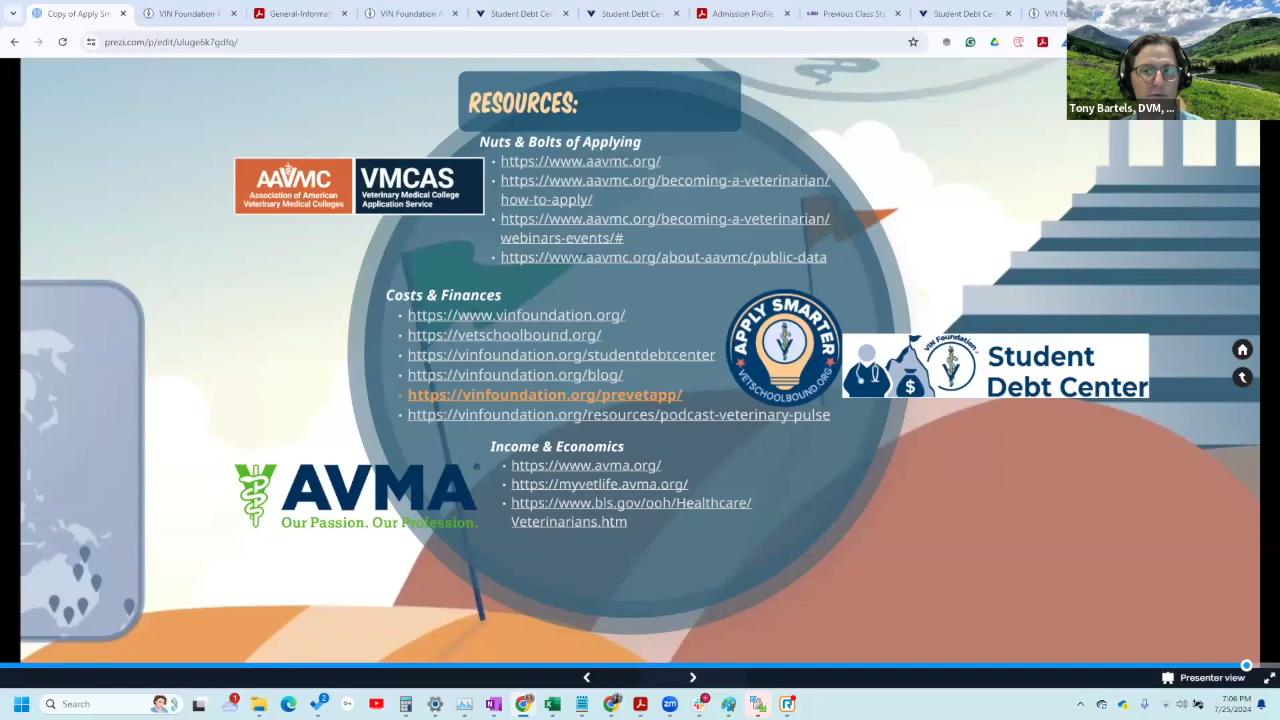 Copy of Apply Smarter
VIN Foundation
General-Informat
VIN Foundation
Student Debt Cen
Admission Profile
Previous Class Sta
Student Debt Cen
VIN Fo
prezi.com/p/edit/uluge6k7gdfq/
Tony Bartels, DVM, ...
RESOURCES:
Nuts & Bolts of Applying
• https://www.aavmc.org/
• https://www.aavmc.org/becoming-a-veterinarian/
how-to-apply/
• https://www.aavmc.org/becoming-a-veterinarian/
webinars-events/#
• https://www.aavmc.org/about-aavmc/public-data
AAVMC
Association of American
Veterinary Medical Colleges
VMCAS
Veterinary Medical College
Application Service
Costs & Finances
• https://www.vinfoundation.org/
• https://vetschoolbound.org/
• https://vinfoundation.org/studentdebtcenter
• https://vinfoundation.org/blog/
• https://vinfoundation.org/prevetapp/
• https://vinfoundation.org/resources/podcast-veterinary-pulse
APPLY SMARTER
VETSCHOOLBOUND.ORG
VIN Foundation
$
Student
Debt Center
Income & Economics
• https://www.avma.org/
• https://myvetlife.avma.org/
• https://www.bls.gov/ooh/Healthcare/
Veterinarians.htm
AVMA®
Our Passion. Our Profession.
Presenter view
Search
7:06 PM
7/25/2024